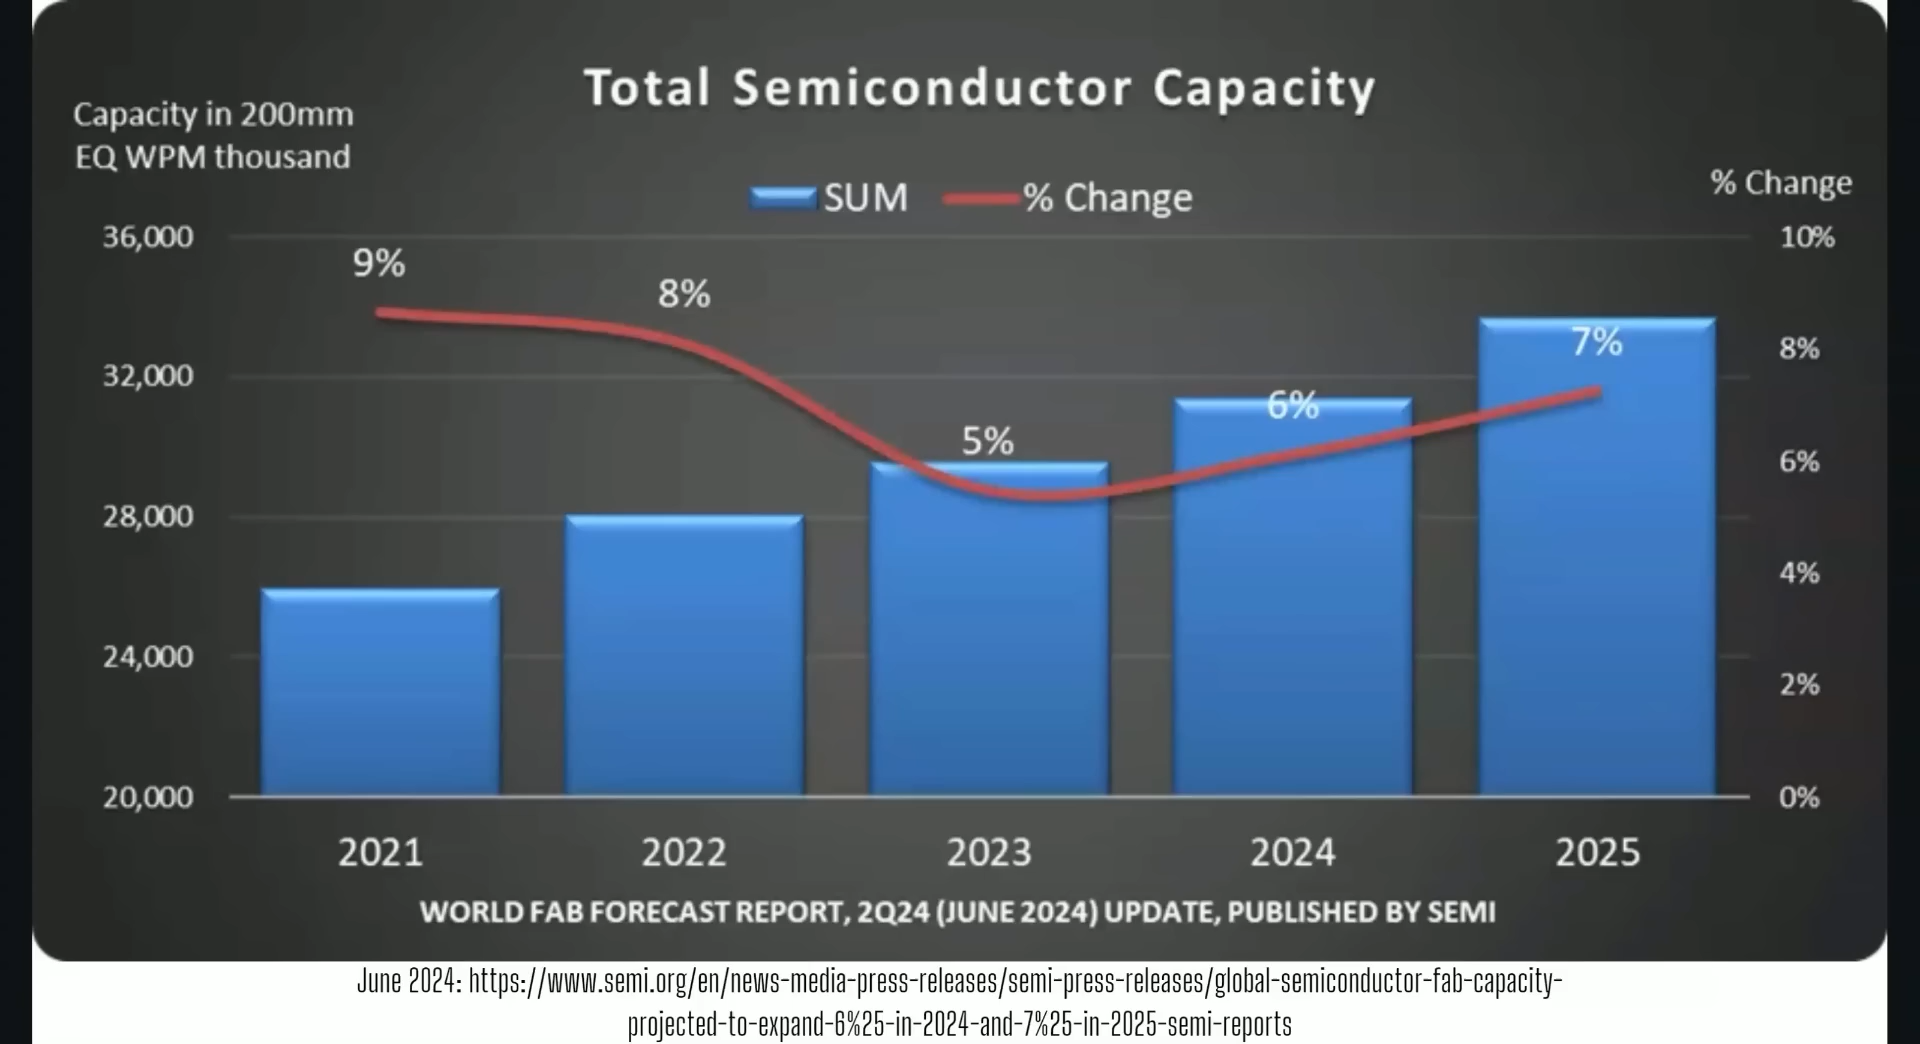 Total Semiconductor Capacity
Capacity in 200mm
EQ WPM thousand
SUM
% Change
% Change
36,000
32,000
28,000
24,000
20,000
10%
8%
6%
4%
2%
0%
9%
8%
5%
6%
7%
2021
2022
2023
2024
2025
WORLD FAB FORECAST REPORT, 2Q24 (JUNE 2024) UPDATE, PUBLISHED BY SEMI
June 2024: https://www.semi.org/en/news-media-press-releases/semi-press-releases/global-semiconductor-fab-capacity-
projected-to-expand-6%25-in-2024-and-7%25-in-2025-semi-reports